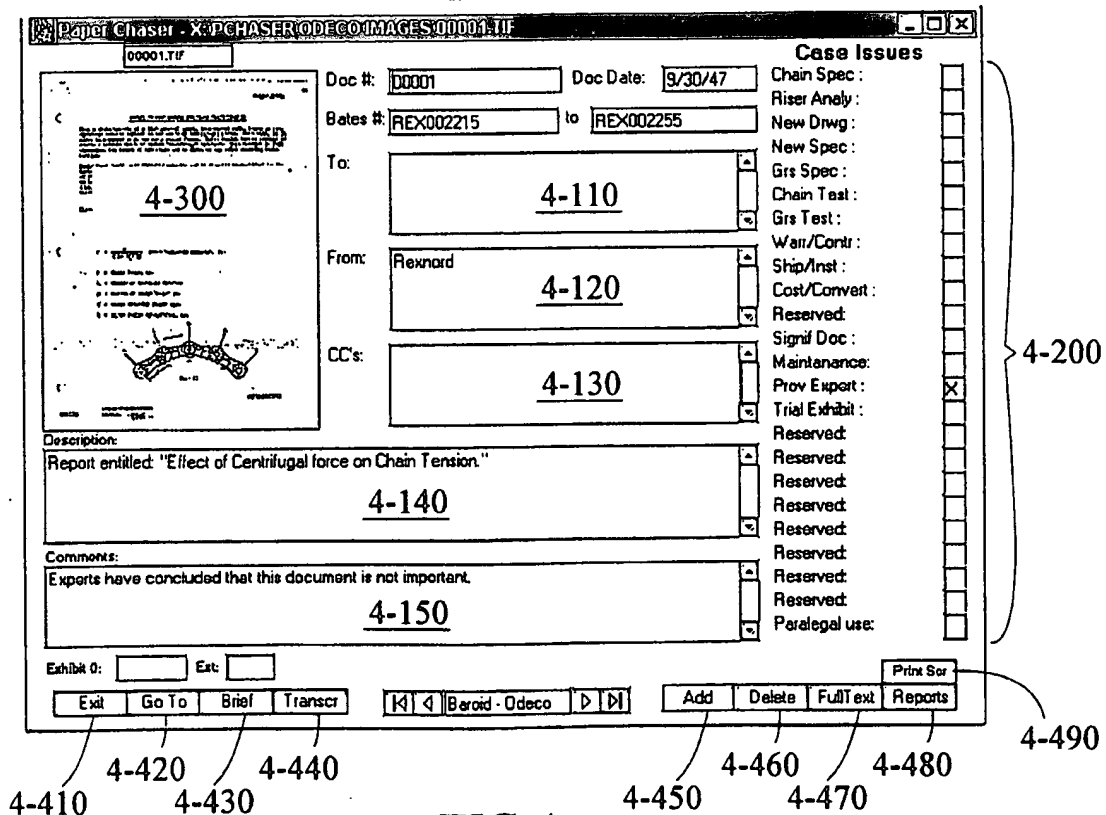 Paper Chaser - X:\PCHASER\ODECO\IMAGES\00001.TIF
00001.TIF
Case Issues
Doc #: D0001 Doc Date: 9/30/47
Bates #: REX002215 to REX002255
To:
4-110
From: Rexnord
4-120
CC's:
4-130
4-300
Chain Spec :
Riser Analy :
New Drwg :
New Spec :
Grs Spec :
Chain Test :
Grs Test :
Warr/Contr :
Ship/Inst :
Cost/Convert :
Reserved:
Signif Doc :
Maintanance:
Prov Expert : X
Trial Exhibit :
Reserved:
Reserved:
Reserved:
Reserved:
Reserved:
Reserved:
Reserved:
Reserved:
Paralegal use:
4-200
Description:
Report entitled: "Effect of Centrifugal force on Chain Tension."
4-140
Comments:
Experts have concluded that this document is not important.
4-150
Exhibit 0: Ext:
Print Scr
Exit Go To Brief Transcr Baroid - Odeco Add Delete FullText Reports
4-490
4-420 4-440 4-460 4-480
4-410 4-430 4-450 4-470